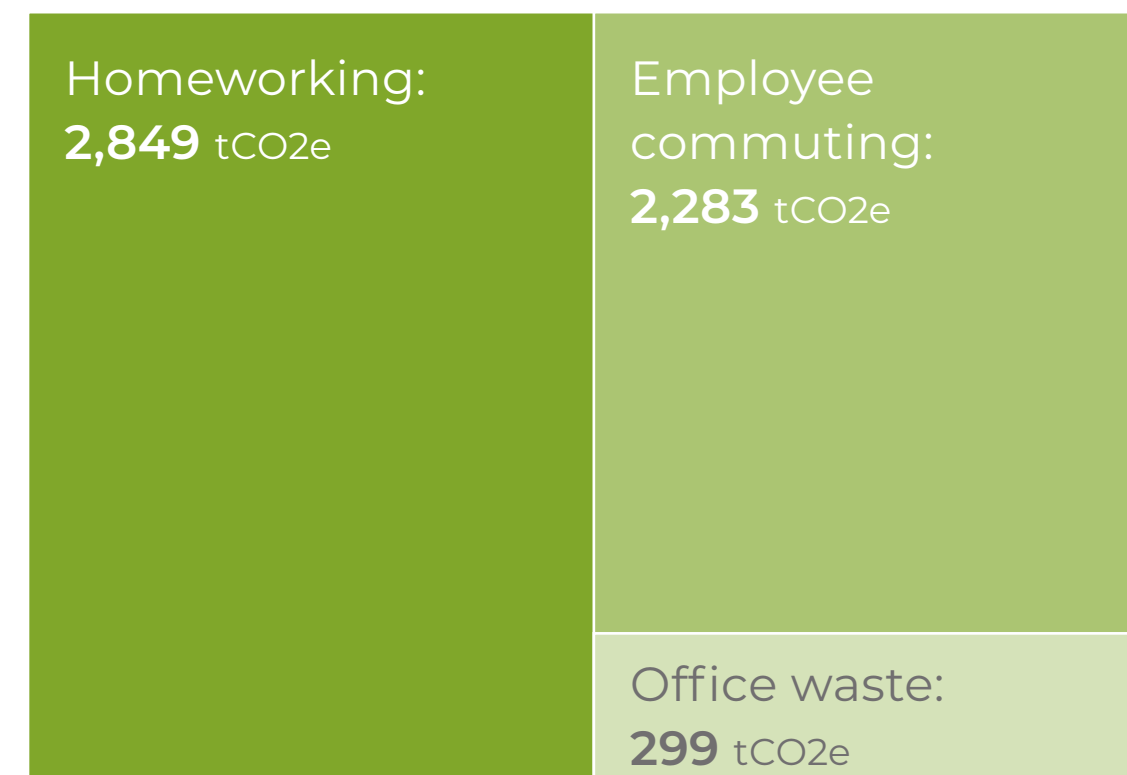 Homeworking:
2,849 tCO2e
Employee
commuting:
2,283 tCO2e
Office waste:
299 tCO2e